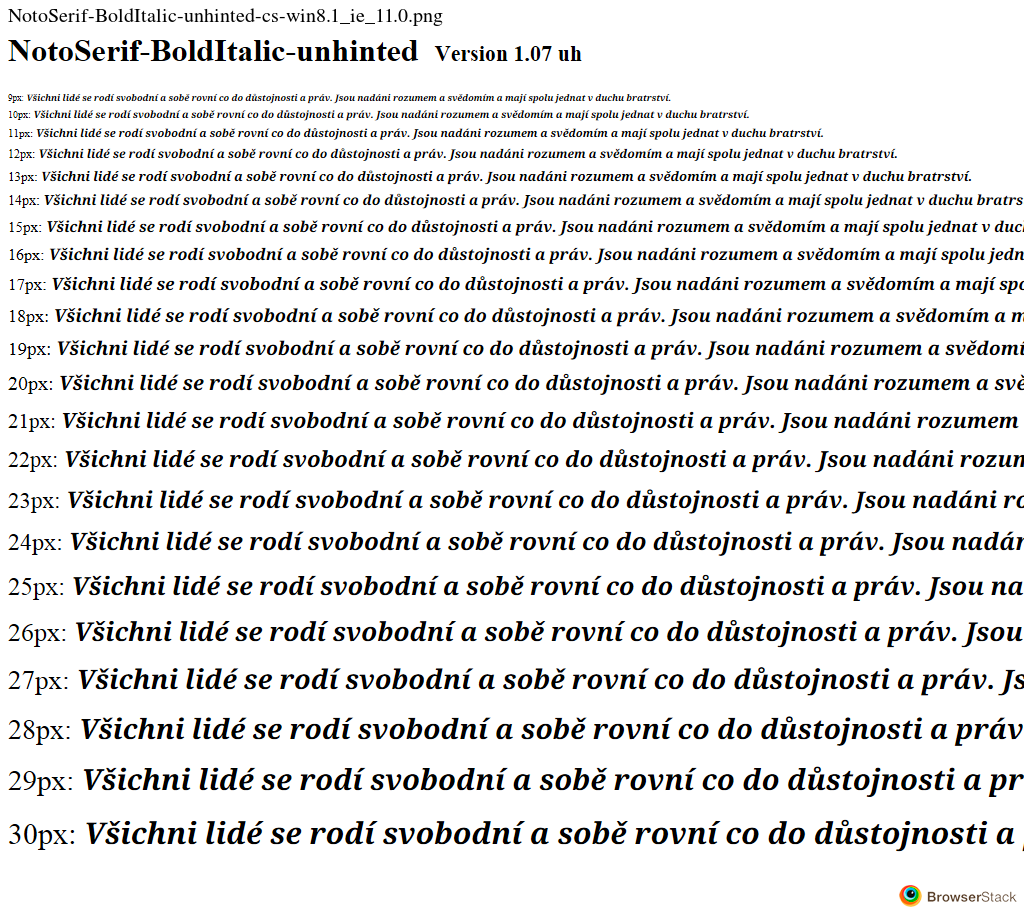 NotoSerif-BoldItalic-unhinted-cs-win8.1_ie_11.0.png
NotoSerif-BoldItalic-unhinted Version 1.07 uh
9px: Všichni lidé se rodí svobodní a sobě rovní co do důstojnosti a práv. Jsou nadáni rozumem a svědomím a mají spolu jednat v duchu bratrství.
10px: Všichni lidé se rodí svobodní a sobě rovní co do důstojnosti a práv. Jsou nadáni rozumem a svědomím a mají spolu jednat v duchu bratrství.
11px: Všichni lidé se rodí svobodní a sobě rovní co do důstojnosti a práv. Jsou nadáni rozumem a svědomím a mají spolu jednat v duchu bratrství.
12px: Všichni lidé se rodí svobodní a sobě rovní co do důstojnosti a práv. Jsou nadáni rozumem a svědomím a mají spolu jednat v duchu bratrství.
13px: Všichni lidé se rodí svobodní a sobě rovní co do důstojnosti a práv. Jsou nadáni rozumem a svědomím a mají spolu jednat v duchu bratrství.
14px: Všichni lidé se rodí svobodní a sobě rovní co do důstojnosti a práv. Jsou nadáni rozumem a svědomím a mají spolu jednat v duchu bratrs
15px: Všichni lidé se rodí svobodní a sobě rovní co do důstojnosti a práv. Jsou nadáni rozumem a svědomím a mají spolu jednat v duc
16px: Všichni lidé se rodí svobodní a sobě rovní co do důstojnosti a práv. Jsou nadáni rozumem a svědomím a mají spolu jedn
17px: Všichni lidé se rodí svobodní a sobě rovní co do důstojnosti a práv. Jsou nadáni rozumem a svědomím a mají spo
18px: Všichni lidé se rodí svobodní a sobě rovní co do důstojnosti a práv. Jsou nadáni rozumem a svědomím a m
19px: Všichni lidé se rodí svobodní a sobě rovní co do důstojnosti a práv. Jsou nadáni rozumem a svědomí
20px: Všichni lidé se rodí svobodní a sobě rovní co do důstojnosti a práv. Jsou nadáni rozumem a svě
21px: Všichni lidé se rodí svobodní a sobě rovní co do důstojnosti a práv. Jsou nadáni rozumem
22px: Všichni lidé se rodí svobodní a sobě rovní co do důstojnosti a práv. Jsou nadáni rozum
23px: Všichni lidé se rodí svobodní a sobě rovní co do důstojnosti a práv. Jsou nadáni ro
24px: Všichni lidé se rodí svobodní a sobě rovní co do důstojnosti a práv. Jsou nadán
25px: Všichni lidé se rodí svobodní a sobě rovní co do důstojnosti a práv. Jsou na
26px: Všichni lidé se rodí svobodní a sobě rovní co do důstojnosti a práv. Jsou
27px: Všichni lidé se rodí svobodní a sobě rovní co do důstojnosti a práv. Js
28px: Všichni lidé se rodí svobodní a sobě rovní co do důstojnosti a práv
29px: Všichni lidé se rodí svobodní a sobě rovní co do důstojnosti a pr
30px: Všichni lidé se rodí svobodní a sobě rovní co do důstojnosti a
BrowserStack